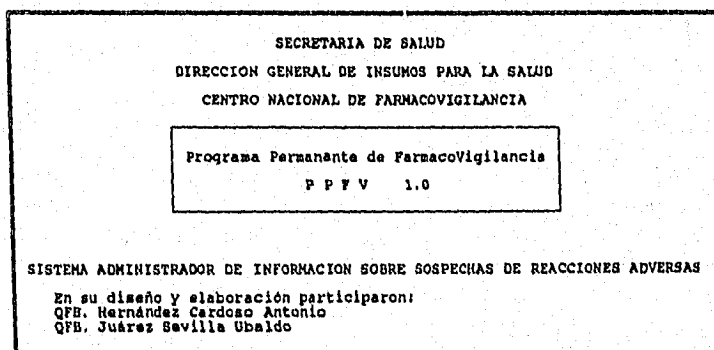 SECRETARIA DE SALUD
DIRECCION GENERAL DE INSUMOS PARA LA SALUD
CENTRO NACIONAL DE FARMACOVIGILANCIA
Programa Permananta de FarmacoVigilancia
P P F V 1.0
SISTEMA ADMINISTRADOR DE INFORMACION SOBRE SOSPECHAS DE REACCIONES ADVERSAS
En su diseño y elaboración participaron:
QFB. Hernández Cardoso Antonio
QFB. Juárez Sevilla Ubaldo